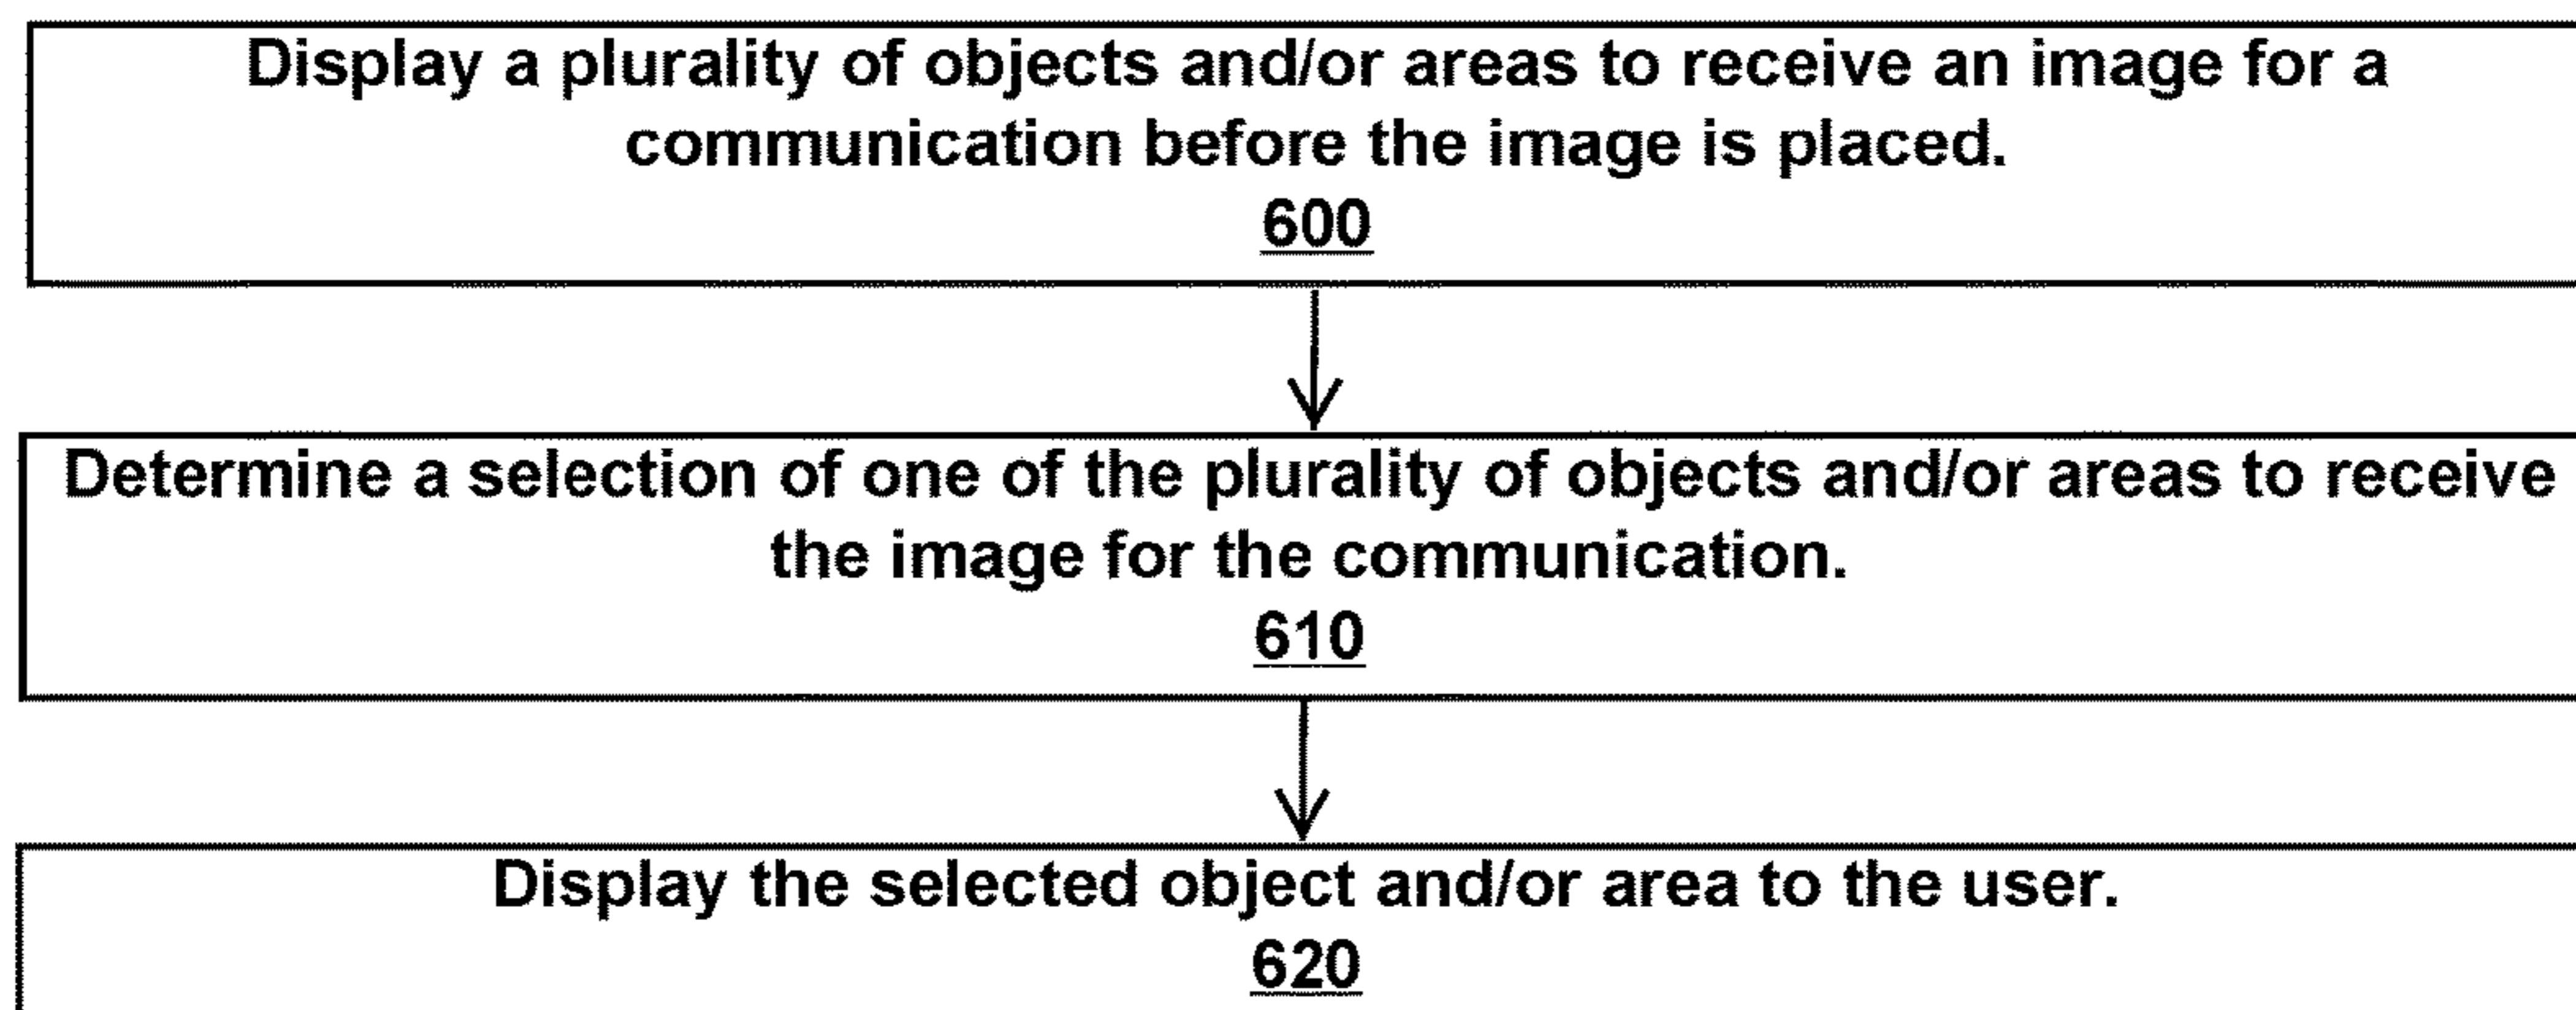 Display a plurality of objects and/or areas to receive an image for a
communication before the image is placed.
600
Determine a selection of one of the plurality of objects and/or areas to receive
the image for the communication.
610
Display the selected object and/or area to the user.
620